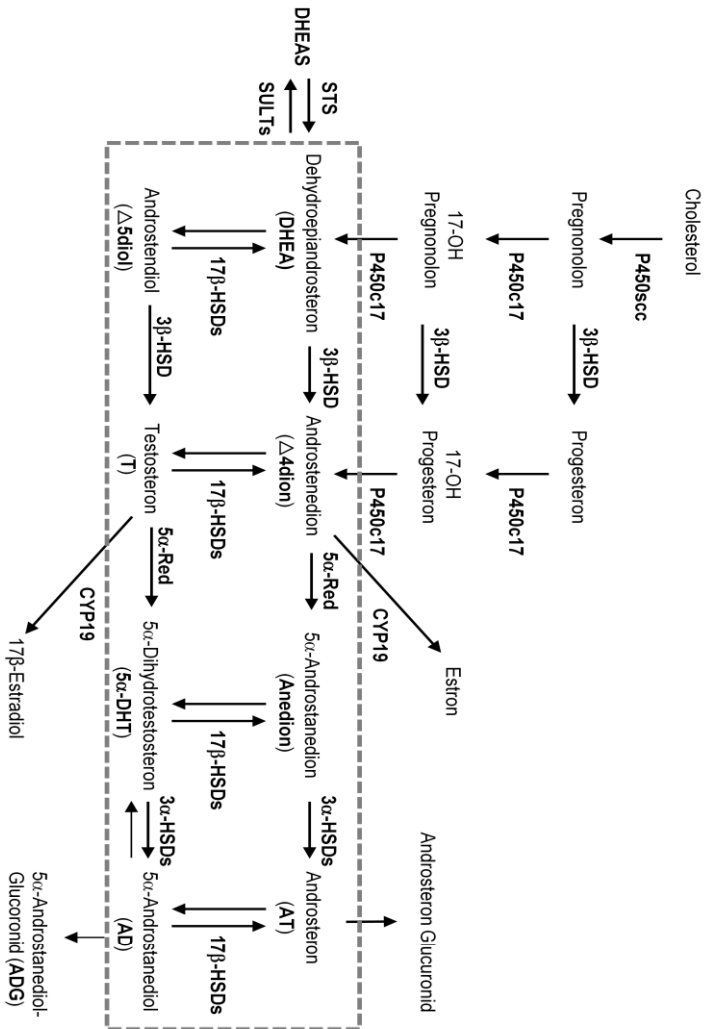 Cholesterol
P450scc
Pregnonolon
3β-HSD
Progesteron
P450c17
P450c17
17-OH
Pregnonolon
3β-HSD
17-OH
Progesteron
Estron
Androsteron Glucuronid
P450c17
P450c17
CYP19
DHEAS
STS
SULTs
Dehydroepiandrosteron
(DHEA)
3β-HSD
Androstenedion
(△4dion)
5α-Red
5α-Androstanedion
(Anedion)
3α-HSDs
Androsteron
(AT)
17β-HSDs
17β-HSDs
17β-HSDs
17β-HSDs
Androstendiol
(△5diol)
3β-HSD
Testosteron
(T)
5α-Red
5α-Dihydrotestosteron
(5α-DHT)
3α-HSDs
5α-Androstanediol
(AD)
CYP19
17β-Estradiol
5α-Androstanediol-
Glucoronid (ADG)